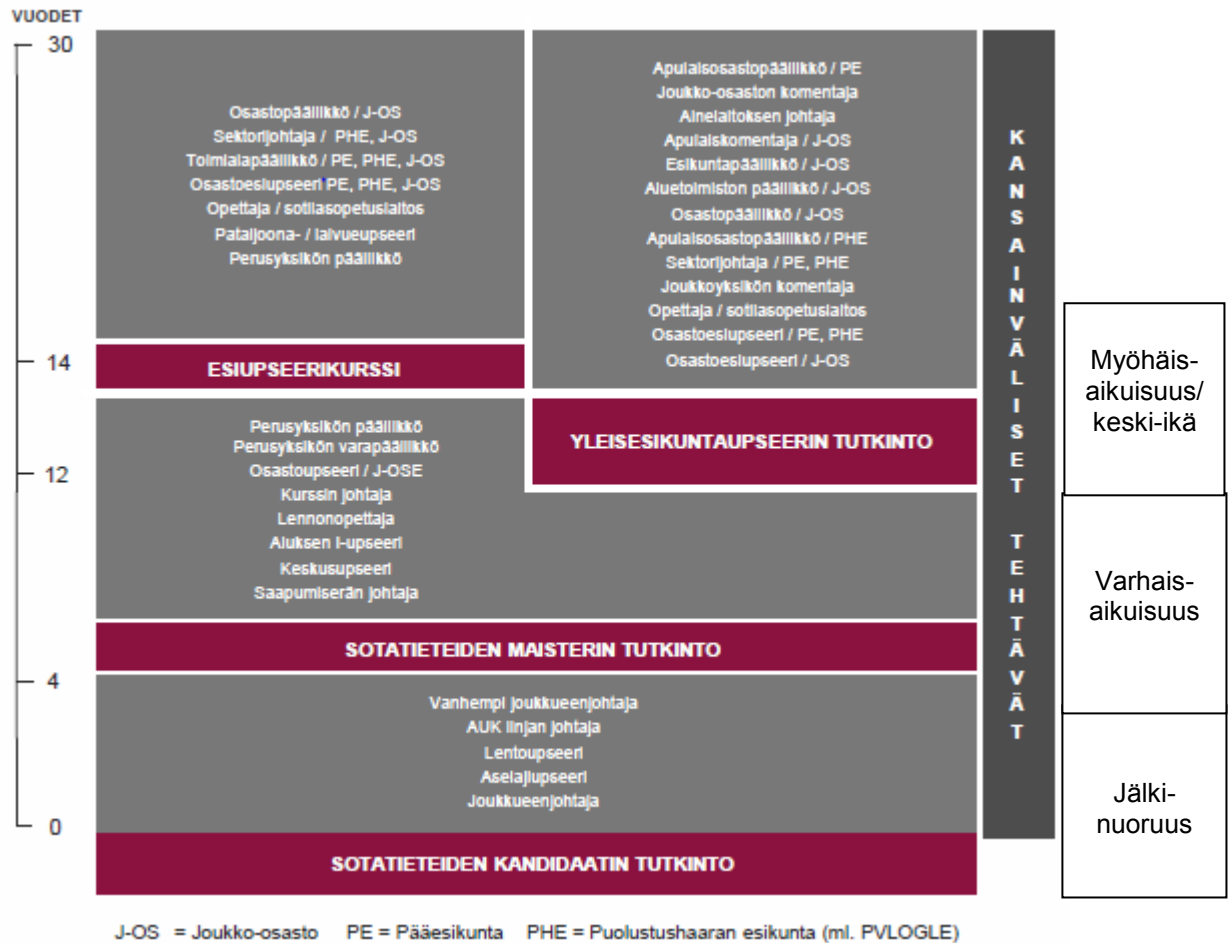 VUODET
30
Osastopäällikkö / J-OS
Sektorijohtaja / PHE, J-OS
Toimialapäällikkö / PE, PHE, J-OS
Osastoesiupseeri PE, PHE, J-OS
Opettaja / sotilasopetuslaitos
Pataljoona- / laivueupseeri
Perusyksikön päällikkö
Apulaisosastopäällikkö / PE
Joukko-osaston komentaja
Ainelaitoksen johtaja
Apulaiskomentaja / J-OS
Esikuntapäällikkö / J-OS
Aluetoimiston päällikkö / J-OS
Osastopäällikkö / J-OS
Apulaisosastopäällikkö / PHE
Sektorijohtaja / PE, PHE
Joukkoyksikön komentaja
Opettaja / sotilasopetuslaitos
Osastoesiupseeri / PE, PHE
Osastoesiupseeri / J-OS
14
ESIUPSEERIKURSSI
YLEISESIKUNTAUPSEERIN TUTKINTO
12
Perusyksikön päällikkö
Perusyksikön varapäällikkö
Osastoupseeri / J-OSE
Kurssin johtaja
Lennonopettaja
Aluksen I-upseeri
Keskusupseeri
Saapumiserän johtaja
SOTATIETEIDEN MAISTERIN TUTKINTO
4
Vanhempi joukkueenjohtaja
AUK linjan johtaja
Lentoupseeri
Aselajiupseeri
Joukkueenjohtaja
0
SOTATIETEIDEN KANDIDAATIN TUTKINTO
KANSAINVÄLISET TEHTÄVÄT
Myöhäis-
aikuisuus/
keski-ikä
Varhais-
aikuisuus
Jälki-
nuoruus
J-OS = Joukko-osasto PE = Pääesikunta PHE = Puolustushaaran esikunta (ml. PVLOGLE)